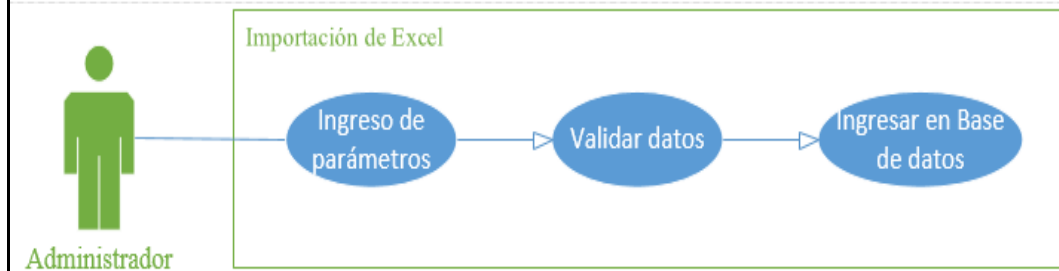 Importación de Excel
Ingreso de
parámetros
Validar datos
Ingresar en Base
de datos
Administrador